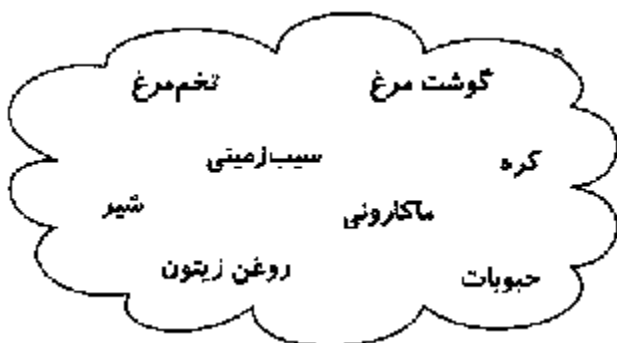 گوشت مرغ تخم‌مرغ
کره سیب‌زمینی
ماکارونی شیر
حبوبات روغن زیتون